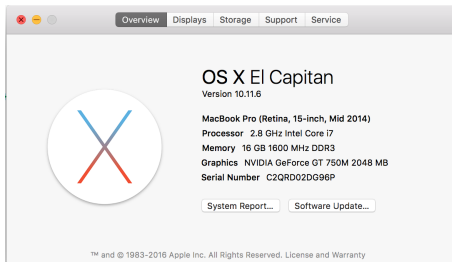 Overview Displays Storage Support Service
OS X El Capitan
Version 10.11.6
MacBook Pro (Retina, 15-inch, Mid 2014)
Processor 2.8 GHz Intel Core i7
Memory 16 GB 1600 MHz DDR3
Graphics NVIDIA GeForce GT 750M 2048 MB
Serial Number C2QRD02DG96P
System Report... Software Update...
™ and © 1983-2016 Apple Inc. All Rights Reserved. License and Warranty